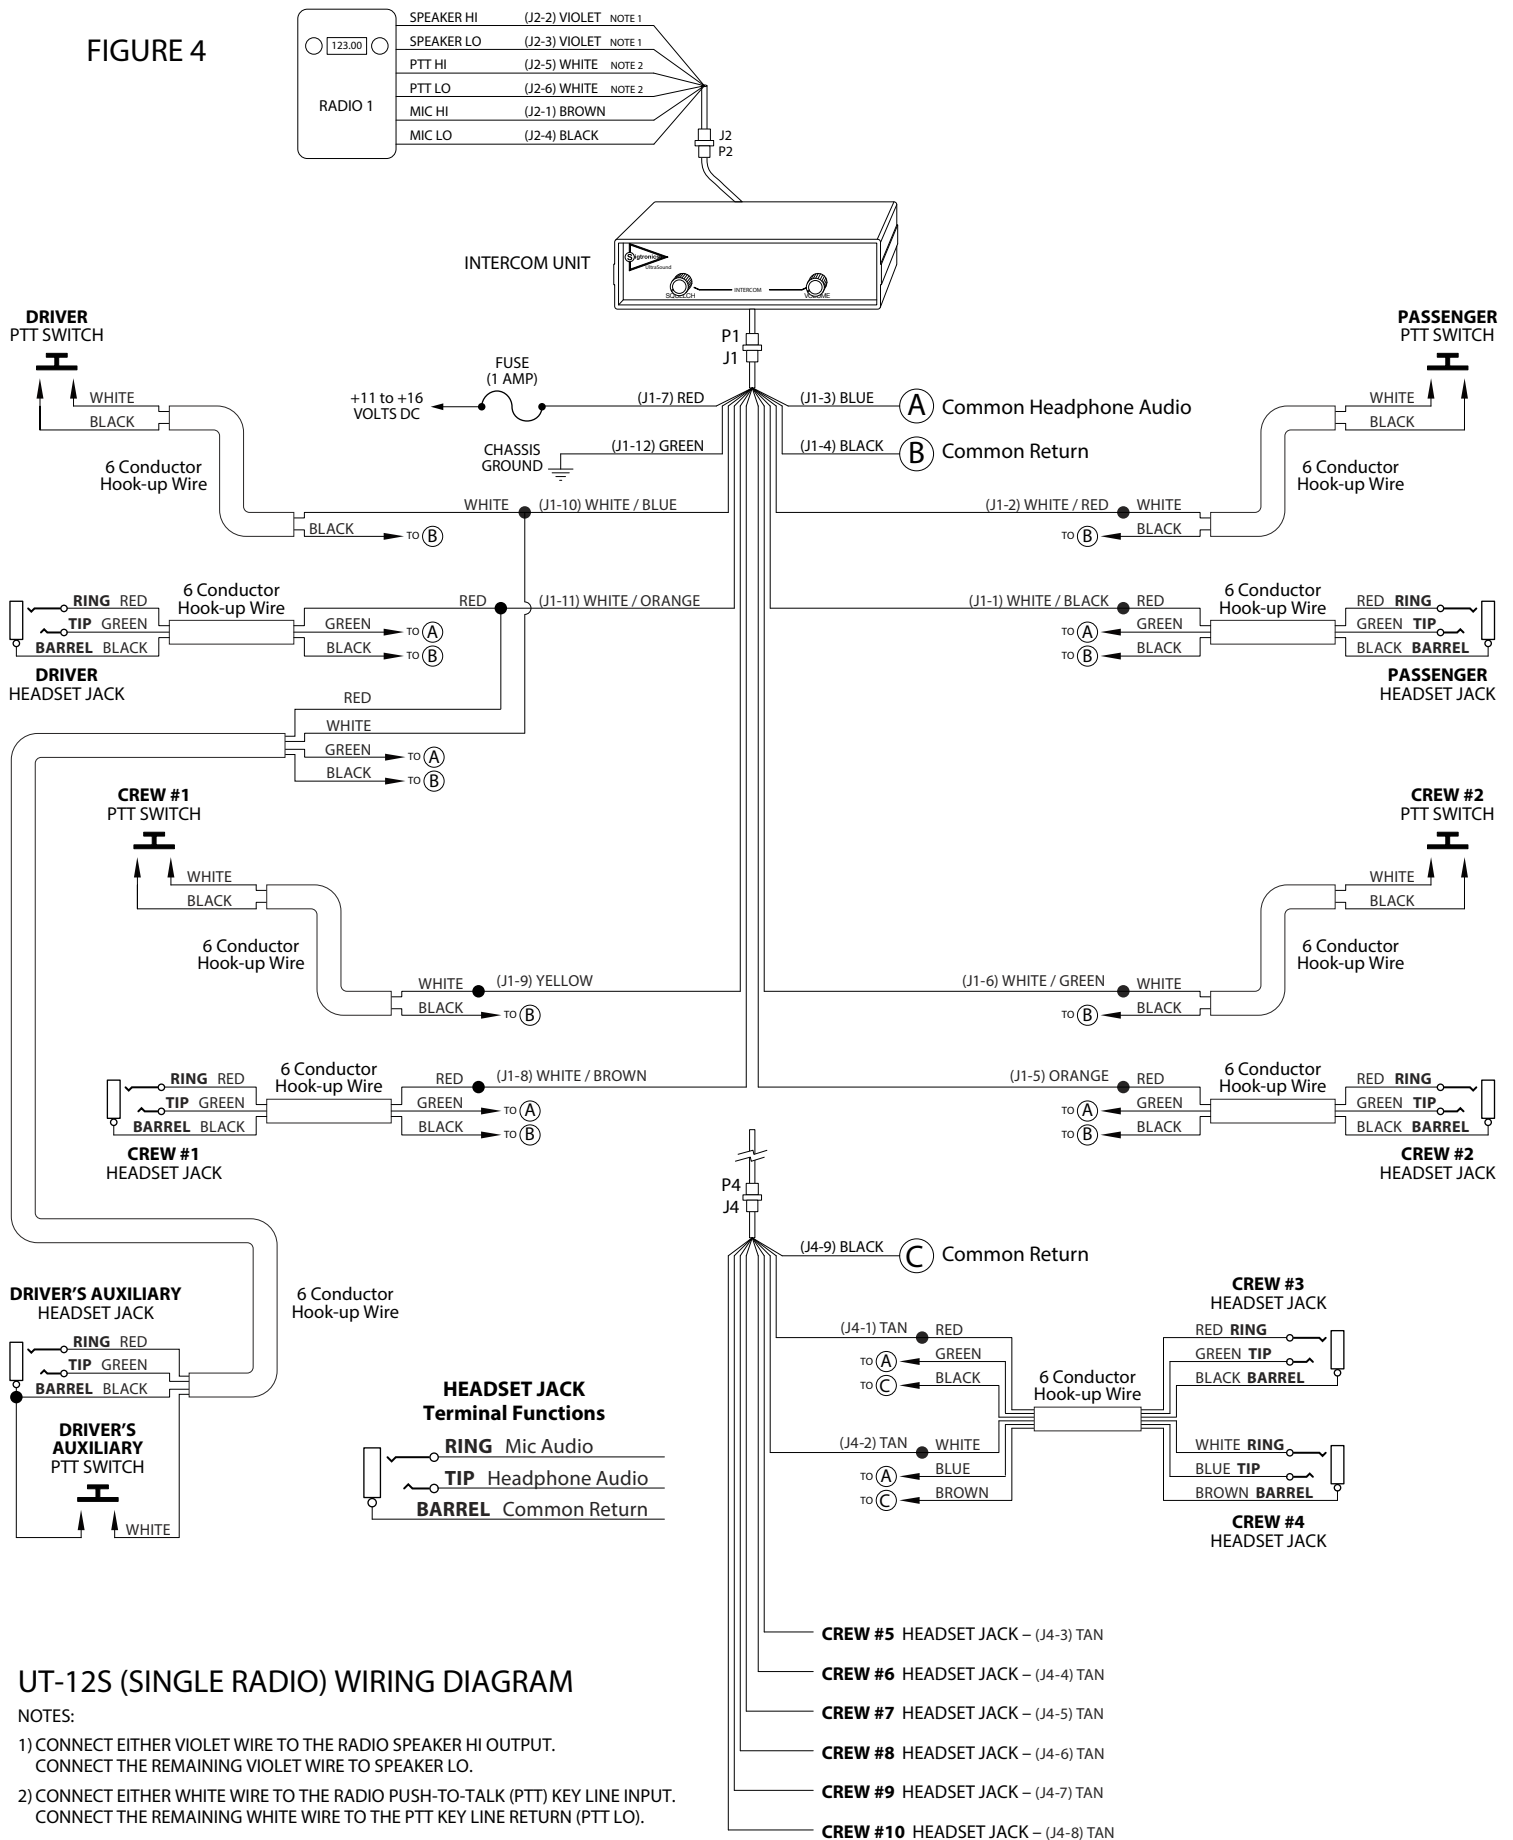 FIGURE 4
SPEAKER HI (J2-2) VIOLET NOTE 1
SPEAKER LO (J2-3) VIOLET NOTE 1
PTT HI (J2-5) WHITE NOTE 2
PTT LO (J2-6) WHITE NOTE 2
MIC HI (J2-1) BROWN
MIC LO (J2-4) BLACK
123.00
RADIO 1
J2
P2
INTERCOM UNIT
Sigtronics
UltraSound
SQUELCH
INTERCOM
VOLUME
P1
J1
DRIVER
PTT SWITCH
WHITE
BLACK
6 Conductor
Hook-up Wire
FUSE
(1 AMP)
+11 to +16
VOLTS DC
(J1-7) RED
CHASSIS
GROUND
(J1-12) GREEN
(J1-3) BLUE
A Common Headphone Audio
(J1-4) BLACK
B Common Return
PASSENGER
PTT SWITCH
WHITE
BLACK
6 Conductor
Hook-up Wire
WHITE (J1-10) WHITE / BLUE
BLACK TO B
(J1-2) WHITE / RED WHITE
TO B BLACK
6 Conductor
Hook-up Wire
RING RED
TIP GREEN
BARREL BLACK
DRIVER
HEADSET JACK
RED (J1-11) WHITE / ORANGE
GREEN TO A
BLACK TO B
(J1-1) WHITE / BLACK RED
TO A GREEN
TO B BLACK
6 Conductor
Hook-up Wire
RED RING
GREEN TIP
BLACK BARREL
PASSENGER
HEADSET JACK
RED
WHITE
GREEN TO A
BLACK TO B
CREW #1
PTT SWITCH
WHITE
BLACK
6 Conductor
Hook-up Wire
WHITE (J1-9) YELLOW
BLACK TO B
CREW #2
PTT SWITCH
WHITE
BLACK
6 Conductor
Hook-up Wire
(J1-6) WHITE / GREEN WHITE
TO B BLACK
6 Conductor
Hook-up Wire
RING RED
TIP GREEN
BARREL BLACK
CREW #1
HEADSET JACK
RED (J1-8) WHITE / BROWN
GREEN TO A
BLACK TO B
(J1-5) ORANGE RED
TO A GREEN
TO B BLACK
6 Conductor
Hook-up Wire
RED RING
GREEN TIP
BLACK BARREL
CREW #2
HEADSET JACK
P4
J4
(J4-9) BLACK
C Common Return
DRIVER'S AUXILIARY
HEADSET JACK
6 Conductor
Hook-up Wire
RING RED
TIP GREEN
BARREL BLACK
DRIVER'S
AUXILIARY
PTT SWITCH
WHITE
HEADSET JACK
Terminal Functions
RING Mic Audio
TIP Headphone Audio
BARREL Common Return
(J4-1) TAN RED
TO A GREEN
TO C BLACK
(J4-2) TAN WHITE
TO A BLUE
TO C BROWN
6 Conductor
Hook-up Wire
CREW #3
HEADSET JACK
RED RING
GREEN TIP
BLACK BARREL
WHITE RING
BLUE TIP
BROWN BARREL
CREW #4
HEADSET JACK
CREW #5 HEADSET JACK – (J4-3) TAN
CREW #6 HEADSET JACK – (J4-4) TAN
CREW #7 HEADSET JACK – (J4-5) TAN
CREW #8 HEADSET JACK – (J4-6) TAN
CREW #9 HEADSET JACK – (J4-7) TAN
CREW #10 HEADSET JACK – (J4-8) TAN
UT-12S (SINGLE RADIO) WIRING DIAGRAM
NOTES:
1) CONNECT EITHER VIOLET WIRE TO THE RADIO SPEAKER HI OUTPUT.
CONNECT THE REMAINING VIOLET WIRE TO SPEAKER LO.
2) CONNECT EITHER WHITE WIRE TO THE RADIO PUSH-TO-TALK (PTT) KEY LINE INPUT.
CONNECT THE REMAINING WHITE WIRE TO THE PTT KEY LINE RETURN (PTT LO).